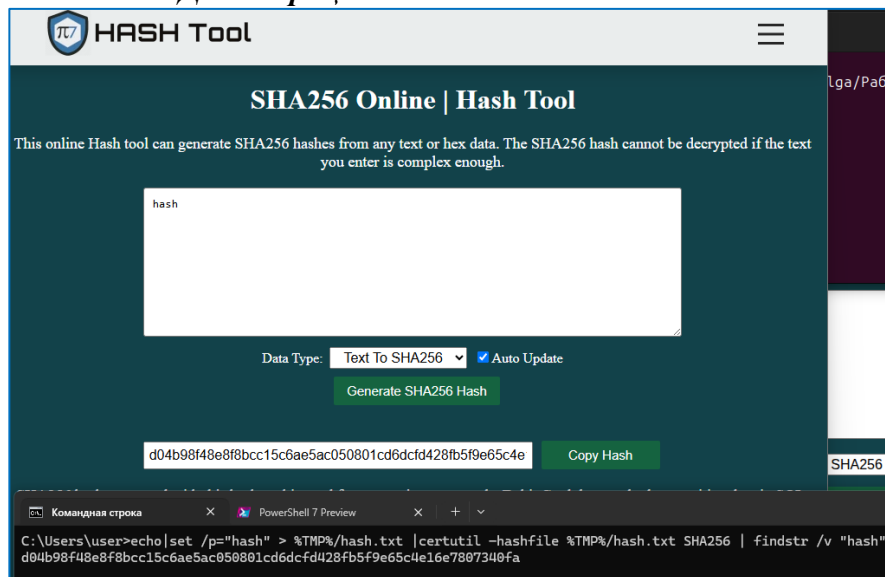 HASH Tool
lga/Раб
SHA256 Online | Hash Tool
This online Hash tool can generate SHA256 hashes from any text or hex data. The SHA256 hash cannot be decrypted if the text
you enter is complex enough.
hash
Data Type: Text To SHA256 Auto Update
Generate SHA256 Hash
d04b98f48e8f8bcc15c6ae5ac050801cd6dcfd428fb5f9e65c4e Copy Hash
SHA256
Командная строка PowerShell 7 Preview
C:\Users\user>echo|set /p="hash" > %TMP%/hash.txt |certutil -hashfile %TMP%/hash.txt SHA256 | findstr /v "hash"
d04b98f48e8f8bcc15c6ae5ac050801cd6dcfd428fb5f9e65c4e16e7807340fa